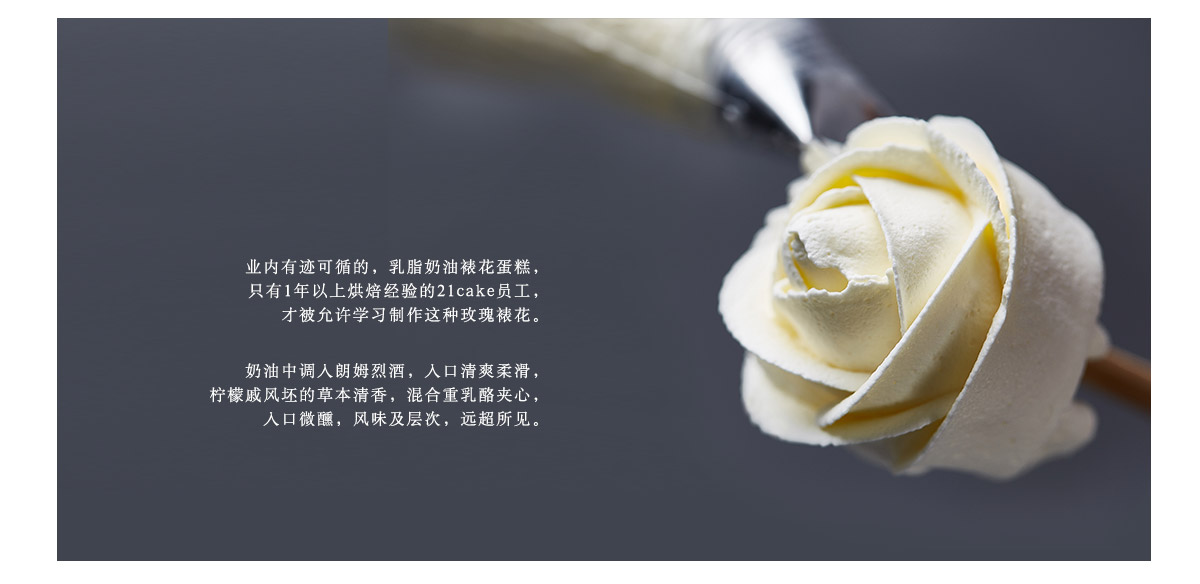 业内有迹可循的，乳脂奶油裱花蛋糕，
只有1年以上烘焙经验的21cake员工，
才被允许学习制作这种玫瑰裱花。
奶油中调入朗姆烈酒，入口清爽柔滑，
柠檬戚风坯的草本清香，混合重乳酪夹心，
入口微醺，风味及层次，远超所见。